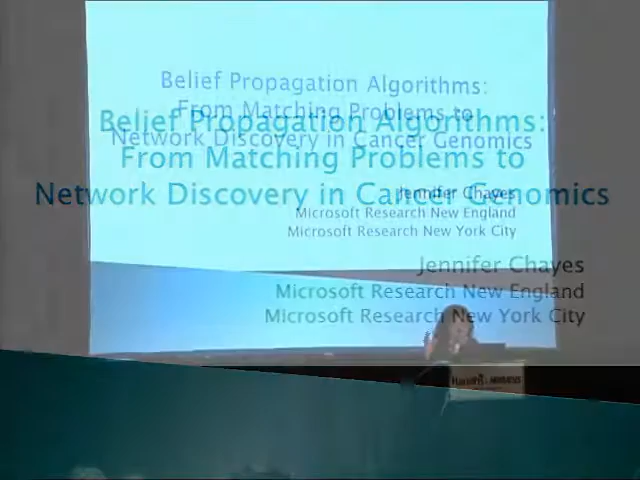 Belief Propagation Algorithms:
From Matching Problems to
Network Discovery in Cancer Genomics
Jennifer Chayes
Microsoft Research New England
Microsoft Research New York City
Belief Propagation Algorithms:
From Matching Problems to
Network Discovery in Cancer Genomics
Jennifer Chayes
Microsoft Research New England
Microsoft Research New York City